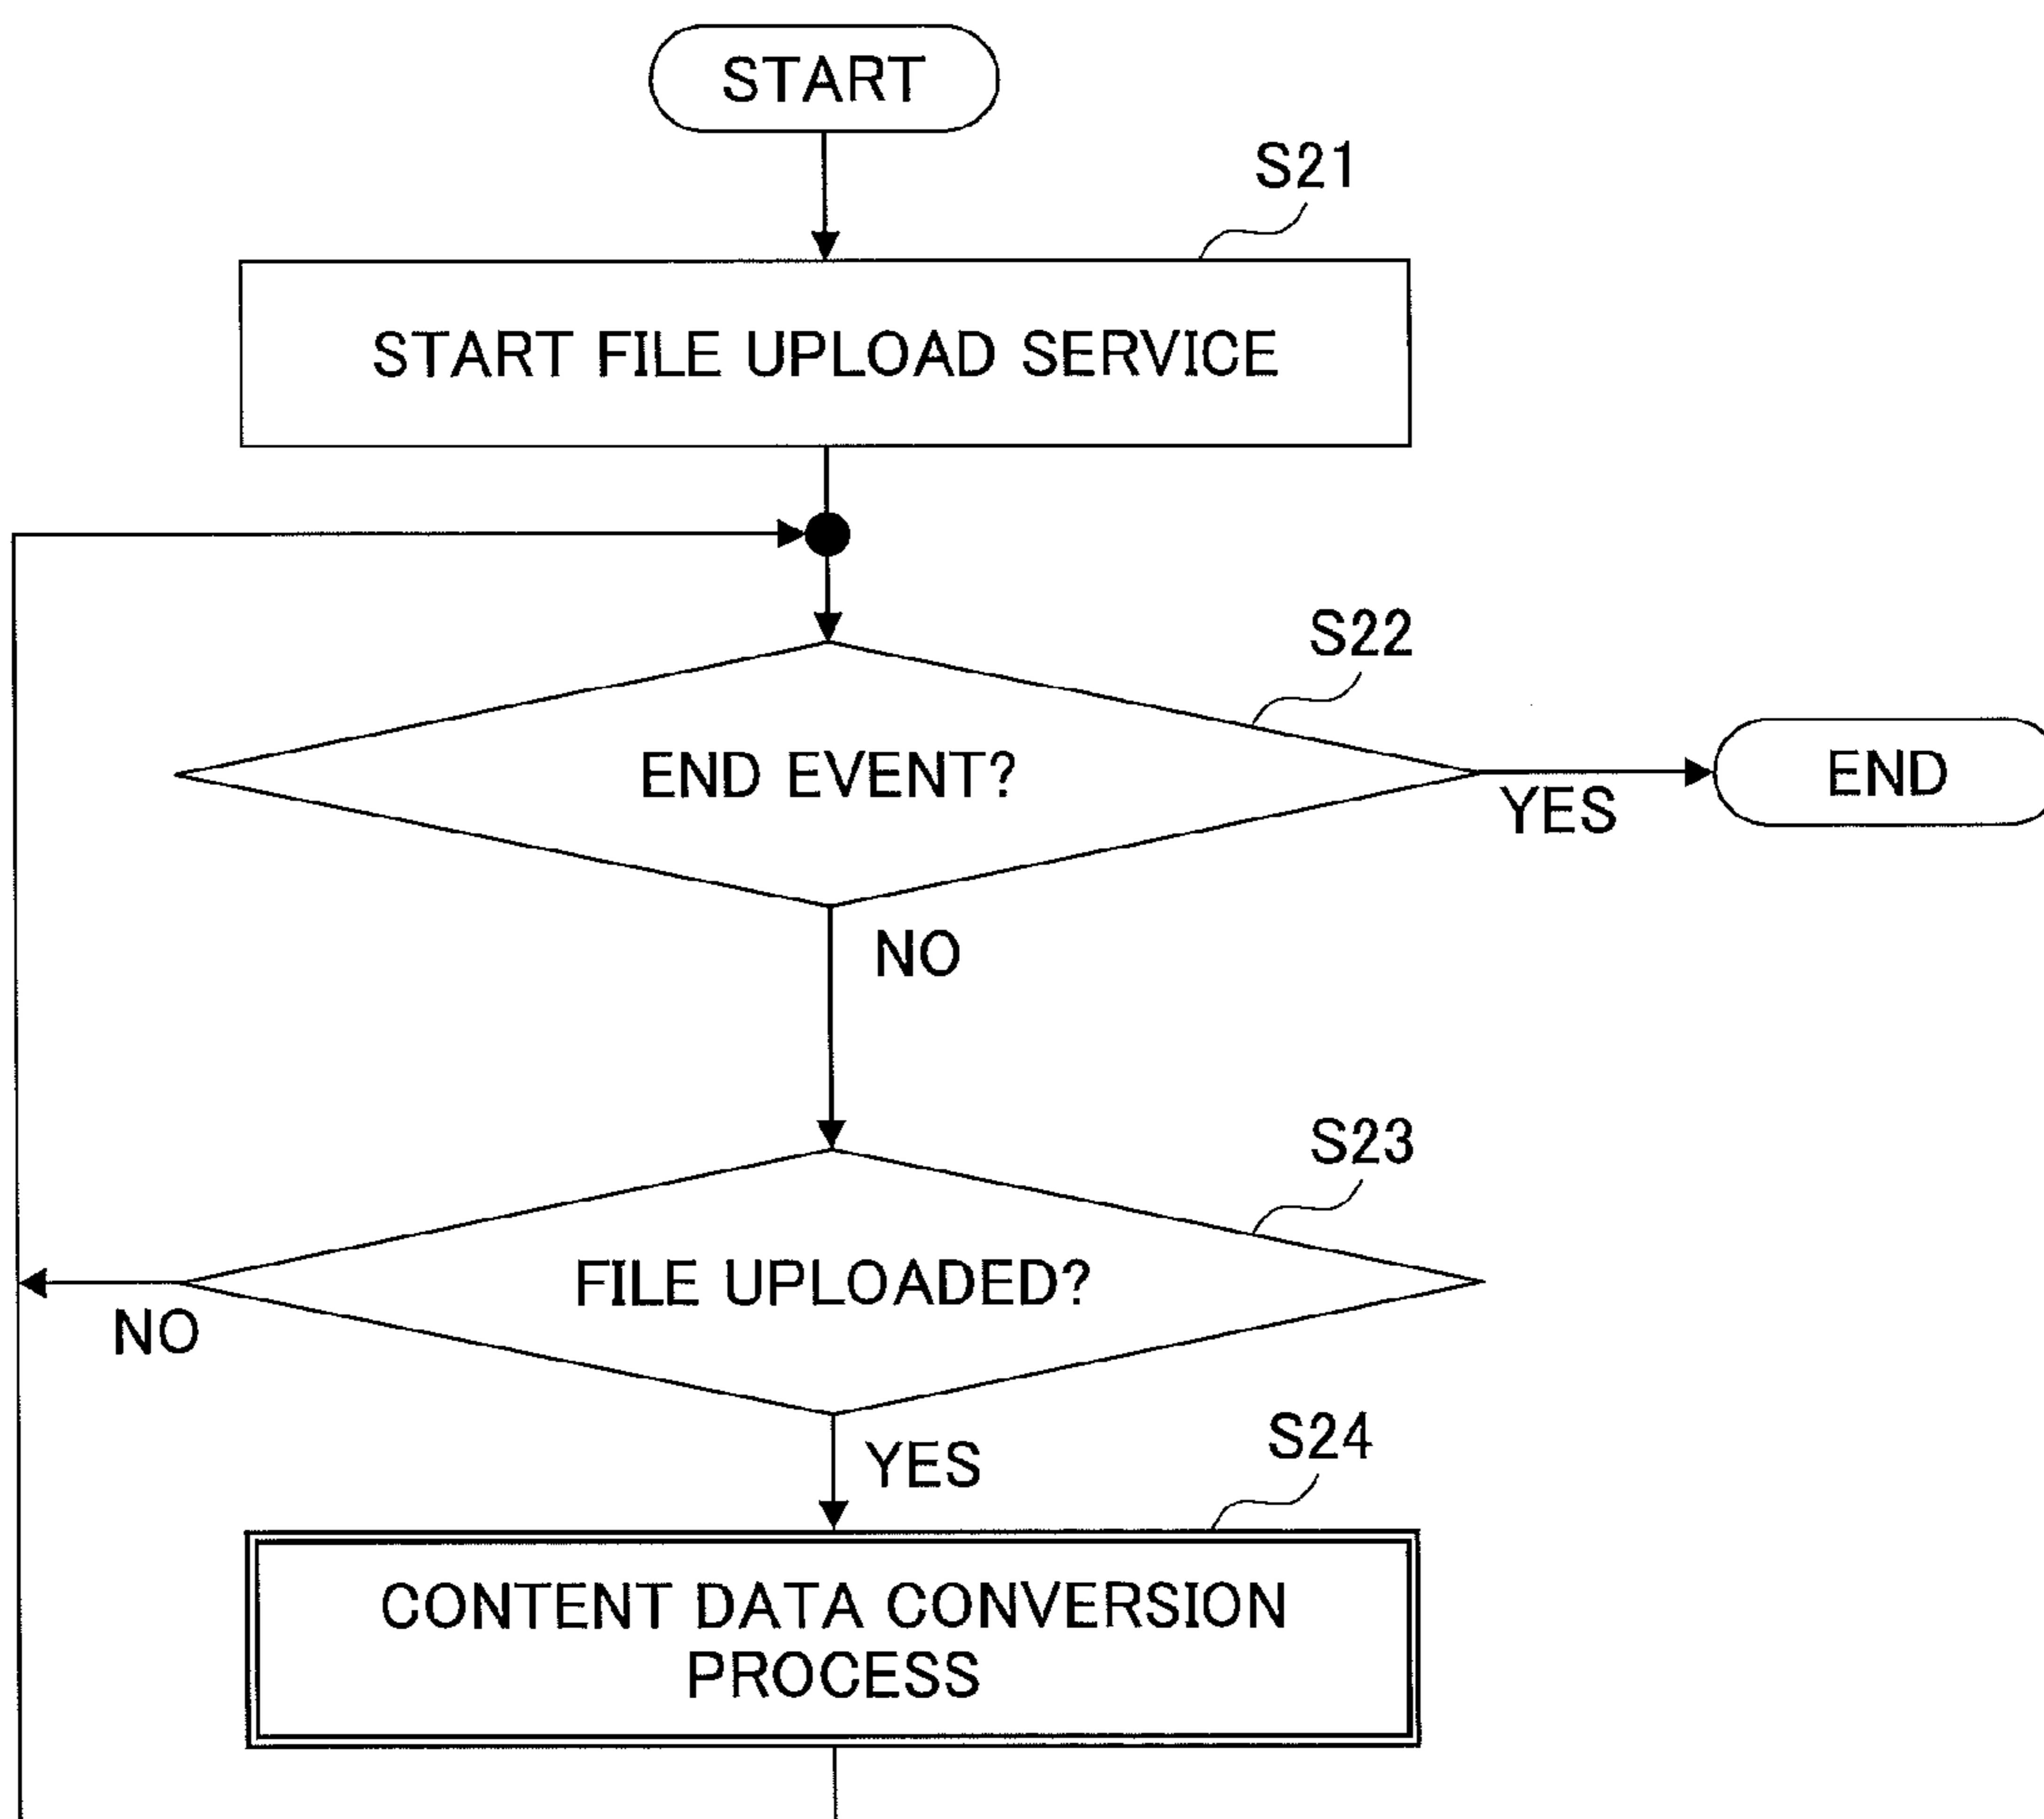 START
S21
START FILE UPLOAD SERVICE
S22
END EVENT?
YES
END
NO
S23
FILE UPLOADED?
NO
YES
S24
CONTENT DATA CONVERSION
PROCESS